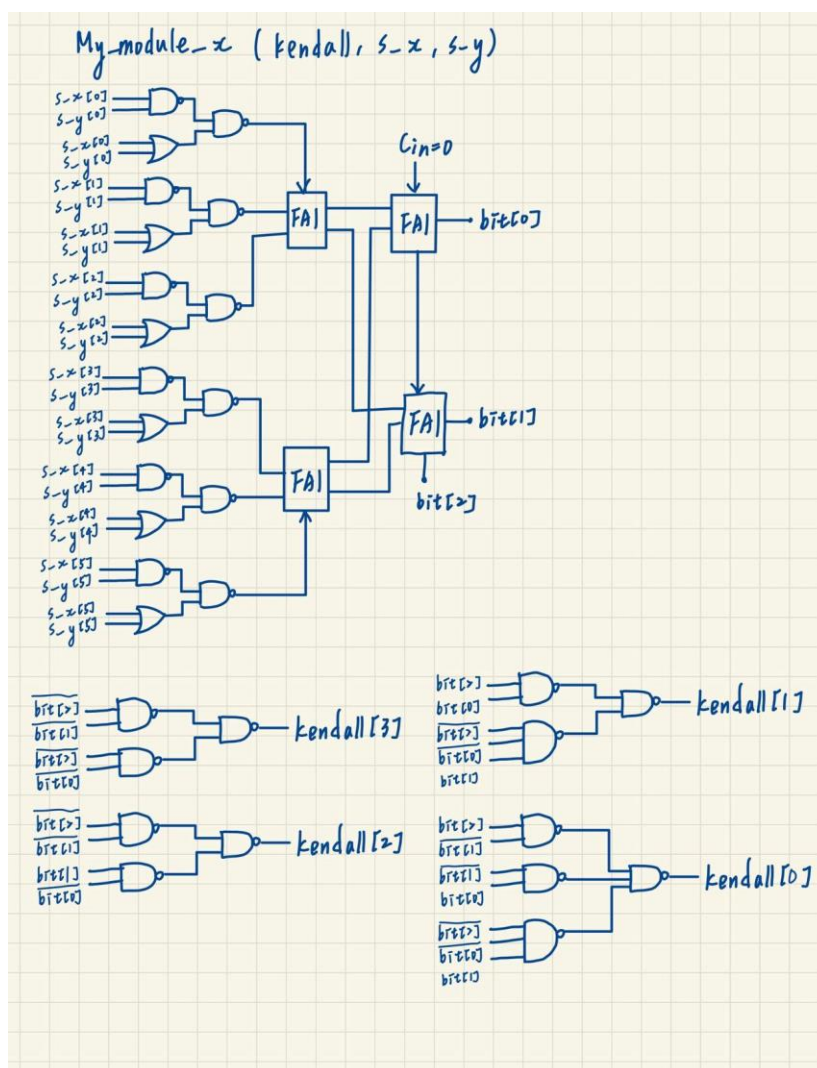 My_module_x (kendall, s_x, s_y)
s_x[0]
s_y[0]
s_x[0]
s_y[0]
Cin=0
s_x[1]
s_y[1]
s_x[1]
s_y[1]
FA1
FA1
bit[0]
s_x[2]
s_y[2]
s_x[2]
s_y[2]
s_x[3]
s_y[3]
s_x[3]
s_y[3]
FA1
bit[1]
s_x[4]
s_y[4]
FA1
bit[2]
s_x[4]
s_y[4]
s_x[5]
s_y[5]
s_x[5]
s_y[5]
bit[2]
bit[1]
kendall[3]
bit[2]
bit[0]
bit[2]
bit[0]
kendall[1]
bit[2]
bit[0]
bit[1]
bit[2]
bit[1]
kendall[2]
bit[1]
bit[0]
bit[2]
bit[1]
bit[1]
bit[0]
kendall[0]
bit[2]
bit[0]
bit[1]